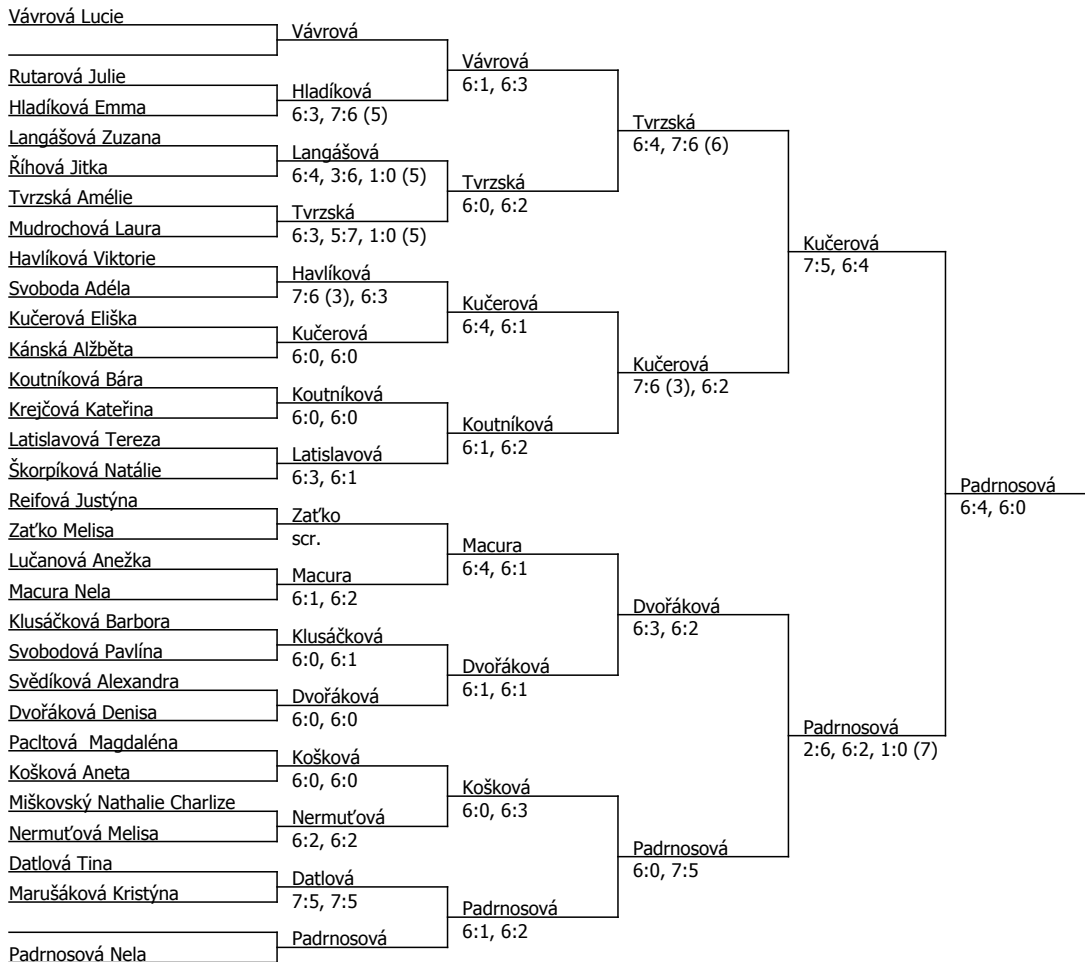 Vávrová Lucie
Rutarová Julie
Hladíková Emma
Langášová Zuzana
Říhová Jitka
Tvrzská Amélie
Mudrochová Laura
Havlíková Viktorie
Svoboda Adéla
Kučerová Eliška
Kánská Alžběta
Koutníková Bára
Krejčová Kateřina
Latislavová Tereza
Škorpíková Natálie
Reifová Justýna
Zaťko Melisa
Lučanová Anežka
Macura Nela
Klusáčková Barbora
Svobodová Pavlína
Svědíková Alexandra
Dvořáková Denisa
Pacltová  Magdaléna
Košková Aneta
Miškovský Nathalie Charlize
Nermuťová Melisa
Datlová Tina
Marušáková Kristýna
Padrnosová Nela
Vávrová
Hladíková
6:3, 7:6 (5)
Langášová
6:4, 3:6, 1:0 (5)
Tvrzská
6:3, 5:7, 1:0 (5)
Havlíková
7:6 (3), 6:3
Kučerová
6:0, 6:0
Koutníková
6:0, 6:0
Latislavová
6:3, 6:1
Zaťko
scr.
Macura
6:1, 6:2
Klusáčková
6:0, 6:1
Dvořáková
6:0, 6:0
Košková
6:0, 6:0
Nermuťová
6:2, 6:2
Datlová
7:5, 7:5
Padrnosová
Vávrová
6:1, 6:3
Tvrzská
6:0, 6:2
Kučerová
6:4, 6:1
Koutníková
6:1, 6:2
Macura
6:4, 6:1
Dvořáková
6:1, 6:1
Košková
6:0, 6:3
Padrnosová
6:1, 6:2
Tvrzská
6:4, 7:6 (6)
Kučerová
7:6 (3), 6:2
Dvořáková
6:3, 6:2
Padrnosová
6:0, 7:5
Kučerová
7:5, 6:4
Padrnosová
2:6, 6:2, 1:0 (7)
Padrnosová
6:4, 6:0